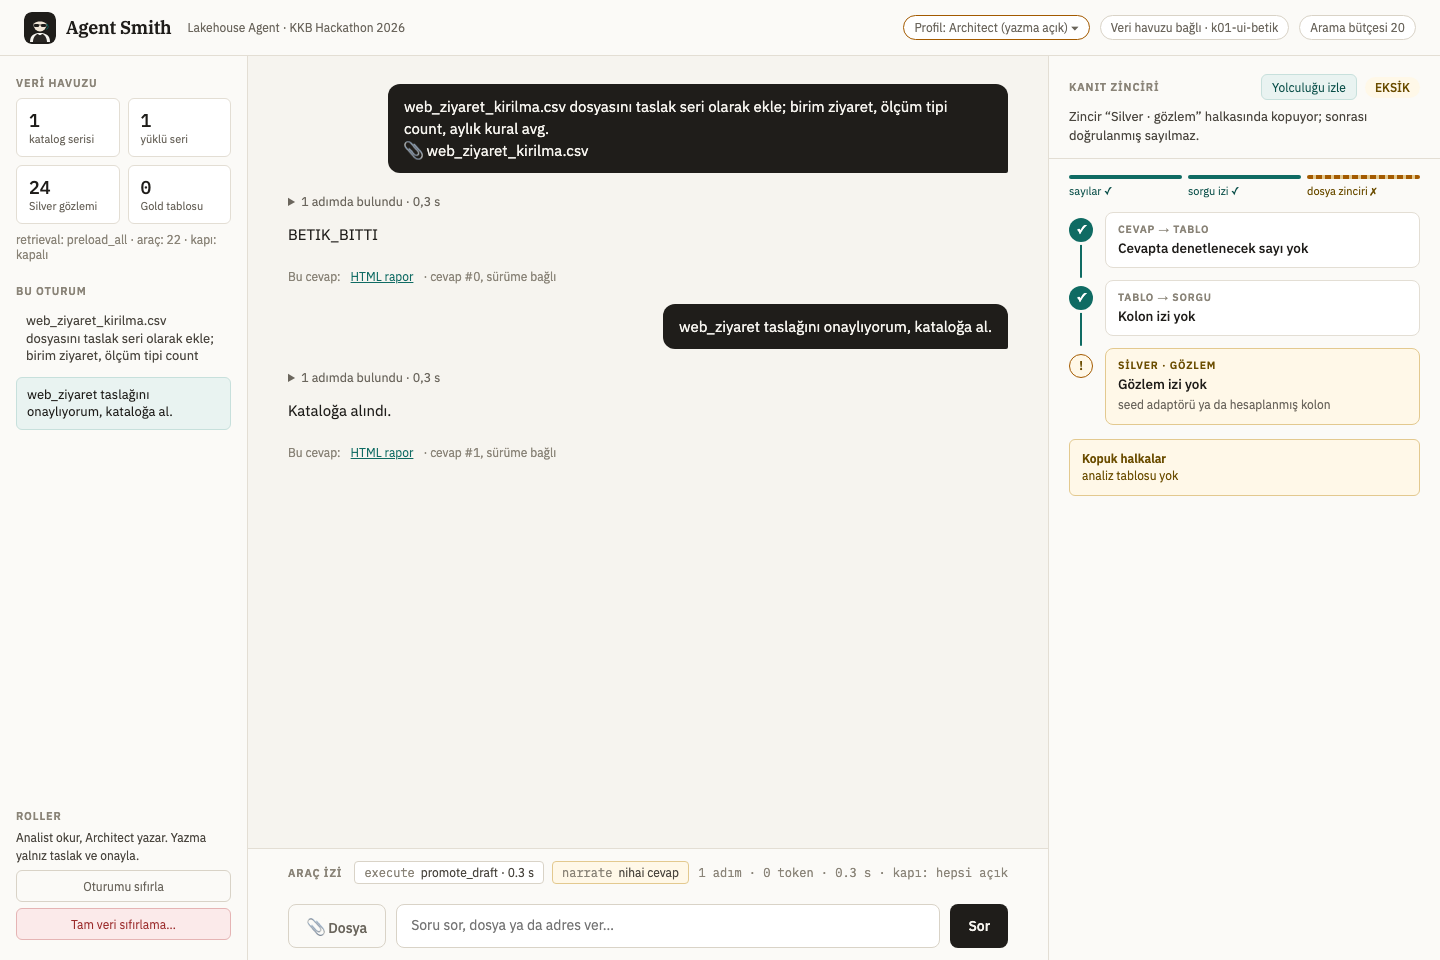 Agent Smith
Lakehouse Agent · KKB Hackathon 2026
Profil: Architect (yazma açık)
Veri havuzu bağlı · k01-ui-betik
Arama bütçesi 20
VERİ HAVUZU
1
katalog serisi
1
yüklü seri
24
Silver gözlemi
0
Gold tablosu
retrieval: preload_all · araç: 22 · kapı:
kapalı
BU OTURUM
web_ziyaret_kirilma.csv
dosyasını taslak seri olarak ekle;
birim ziyaret, ölçüm tipi count
web_ziyaret taslağını
onaylıyorum, kataloğa al.
ROLLER
Analist okur, Architect yazar. Yazma
yalnız taslak ve onayla.
Oturumu sıfırla
Tam veri sıfırlama...
web_ziyaret_kirilma.csv dosyasını taslak seri olarak ekle; birim ziyaret, ölçüm tipi
count, aylık kural avg.
web_ziyaret_kirilma.csv
1 adımda bulundu · 0,3 s
BETIK_BITTI
Bu cevap: HTML rapor · cevap #0, sürüme bağlı
web_ziyaret taslağını onaylıyorum, kataloğa al.
1 adımda bulundu · 0,3 s
Kataloğa alındı.
Bu cevap: HTML rapor · cevap #1, sürüme bağlı
ARAÇ İZİ
execute promote_draft · 0.3 s
narrate nihai cevap
1 adım · 0 token · 0.3 s · kapı: hepsi açık
Dosya
Soru sor, dosya ya da adres ver...
Sor
KANIT ZİNCİRİ
Yolculuğu izle
EKSİK
Zincir “Silver · gözlem” halkasında kopuyor; sonrası
doğrulanmış sayılmaz.
sayılar ✓
sorgu izi ✓
dosya zinciri ✗
CEVAP → TABLO
Cevapta denetlenecek sayı yok
TABLO → SORGU
Kolon izi yok
SİLVER · GÖZLEM
Gözlem izi yok
seed adaptörü ya da hesaplanmış kolon
Kopuk halkalar
analiz tablosu yok